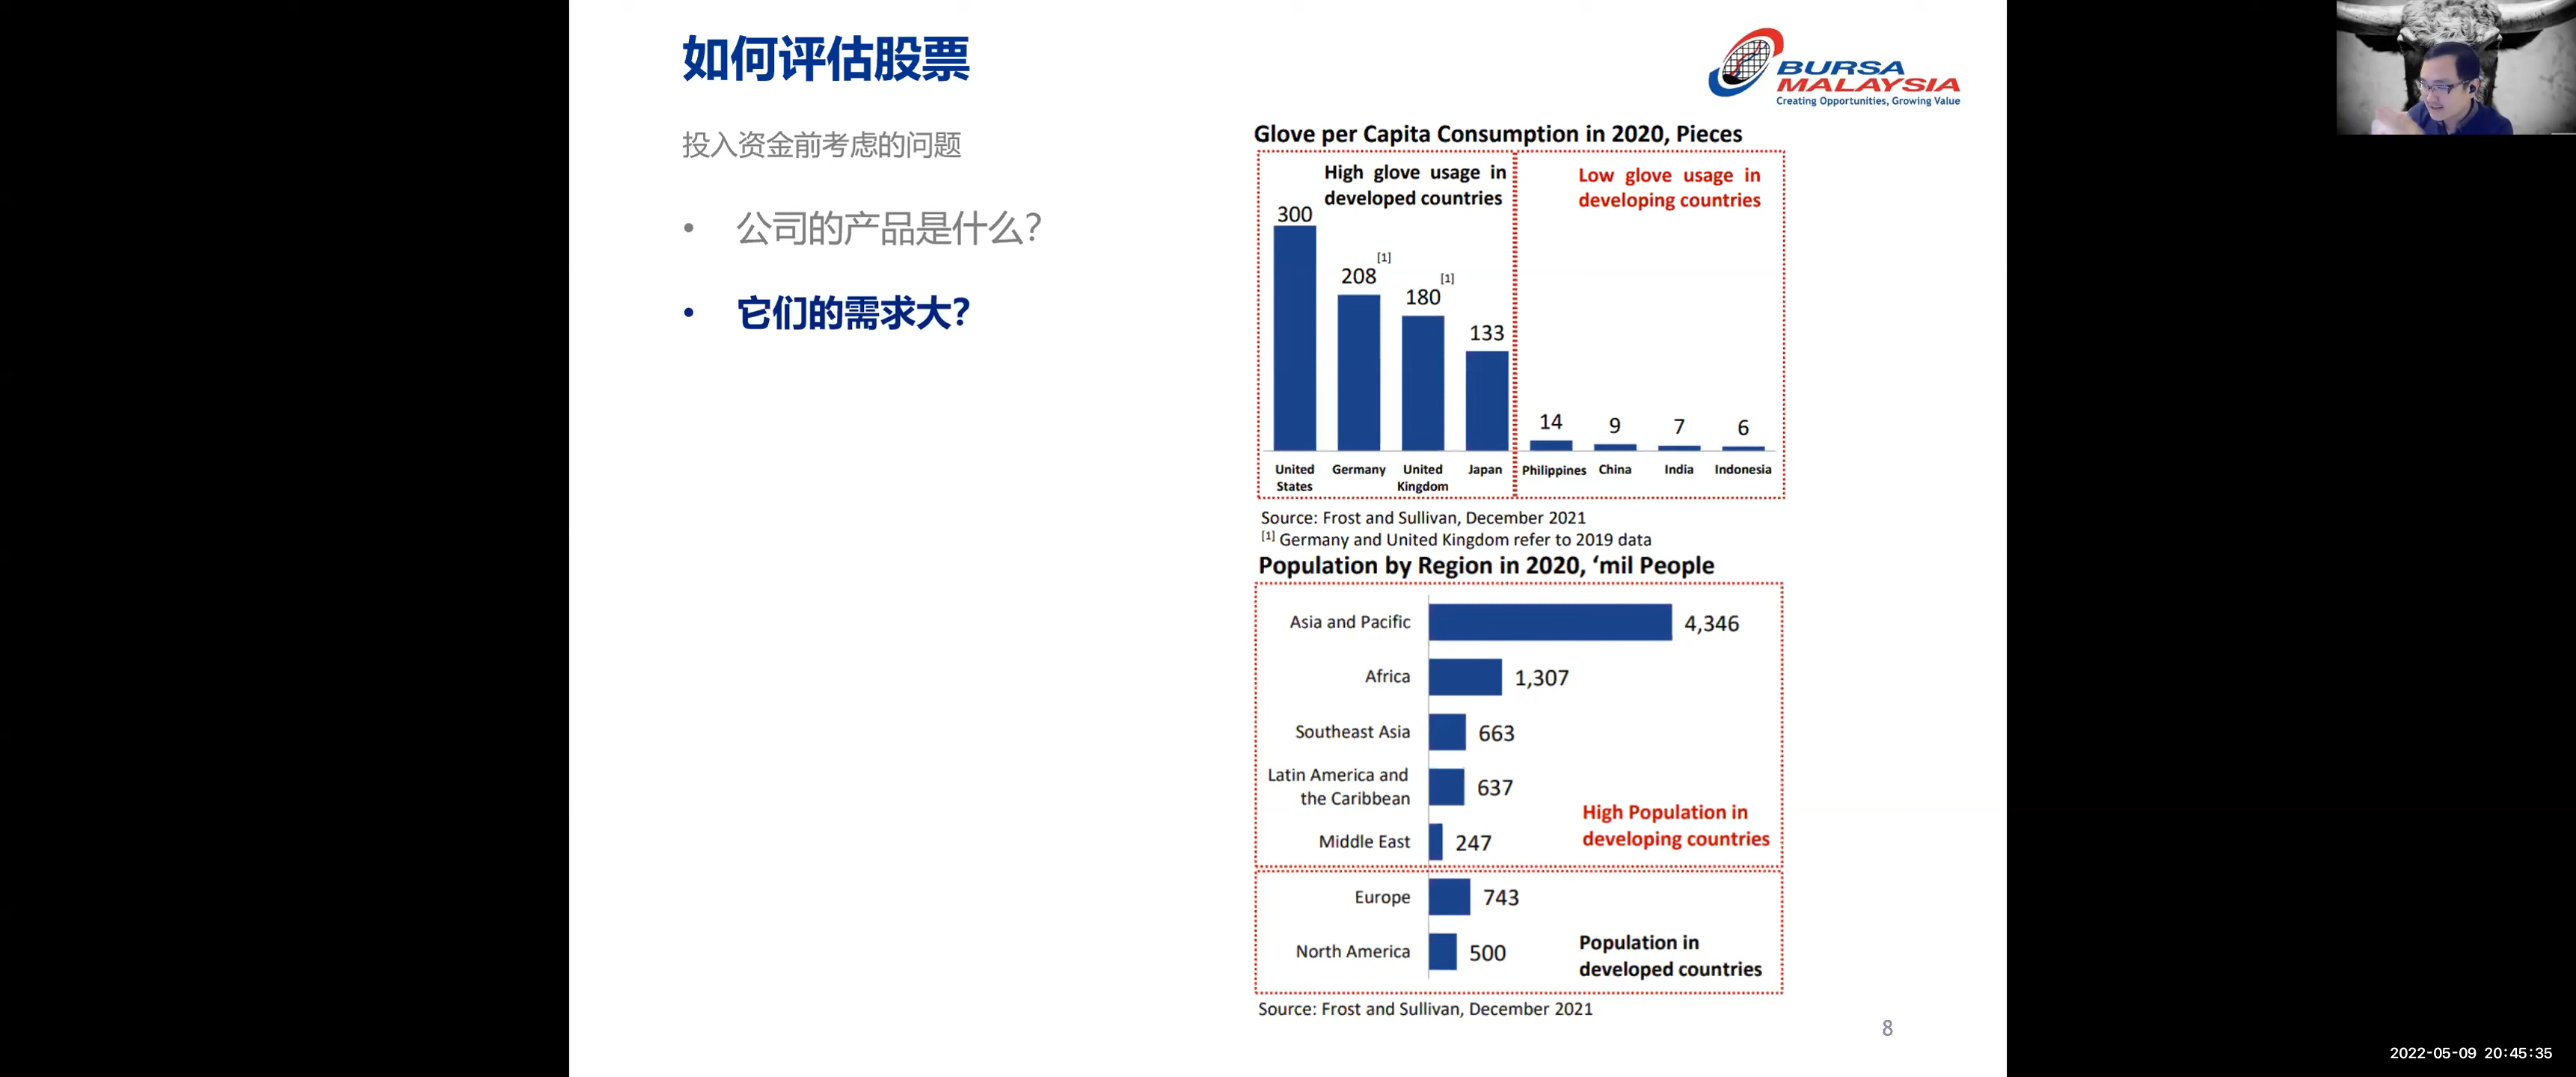 如何评估股票
BURSA
MALAYSIA
Creating Opportunities, Growing Value
投入资金前考虑的问题
• 公司的产品是什么?
• 它们的需求大?
Glove per Capita Consumption in 2020, Pieces
High glove usage in
developed countries
Low glove usage in
developing countries
300
208
[1]
180
[1]
133
14
9
7
6
United
States
Germany
United
Kingdom
Japan
Philippines
China
India
Indonesia
Source: Frost and Sullivan, December 2021
[1] Germany and United Kingdom refer to 2019 data
Population by Region in 2020, ‘mil People
Asia and Pacific 4,346
Africa 1,307
Southeast Asia 663
Latin America and
the Caribbean 637
Middle East 247
High Population in
developing countries
Europe 743
North America 500
Population in
developed countries
Source: Frost and Sullivan, December 2021
8
2022-05-09 20:45:35